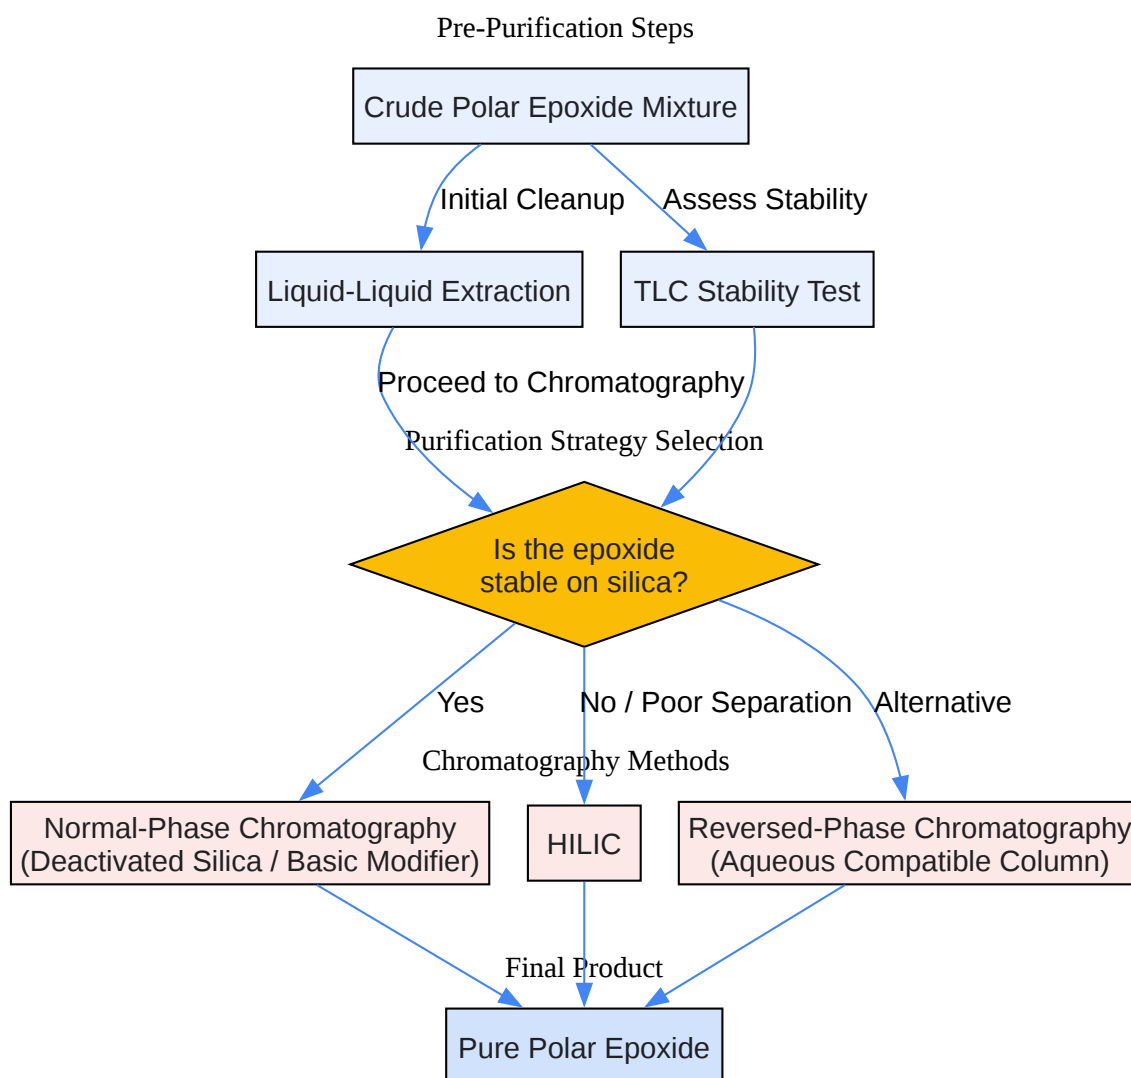 Pre-Purification Steps
Crude Polar Epoxide Mixture
Initial Cleanup
Assess Stability
Liquid-Liquid Extraction
TLC Stability Test
Proceed to Chromatography
Purification Strategy Selection
Is the epoxide
stable on silica?
Yes
No / Poor Separation
Alternative
Chromatography Methods
Normal-Phase Chromatography
(Deactivated Silica / Basic Modifier)
HILIC
Reversed-Phase Chromatography
(Aqueous Compatible Column)
Final Product
Pure Polar Epoxide